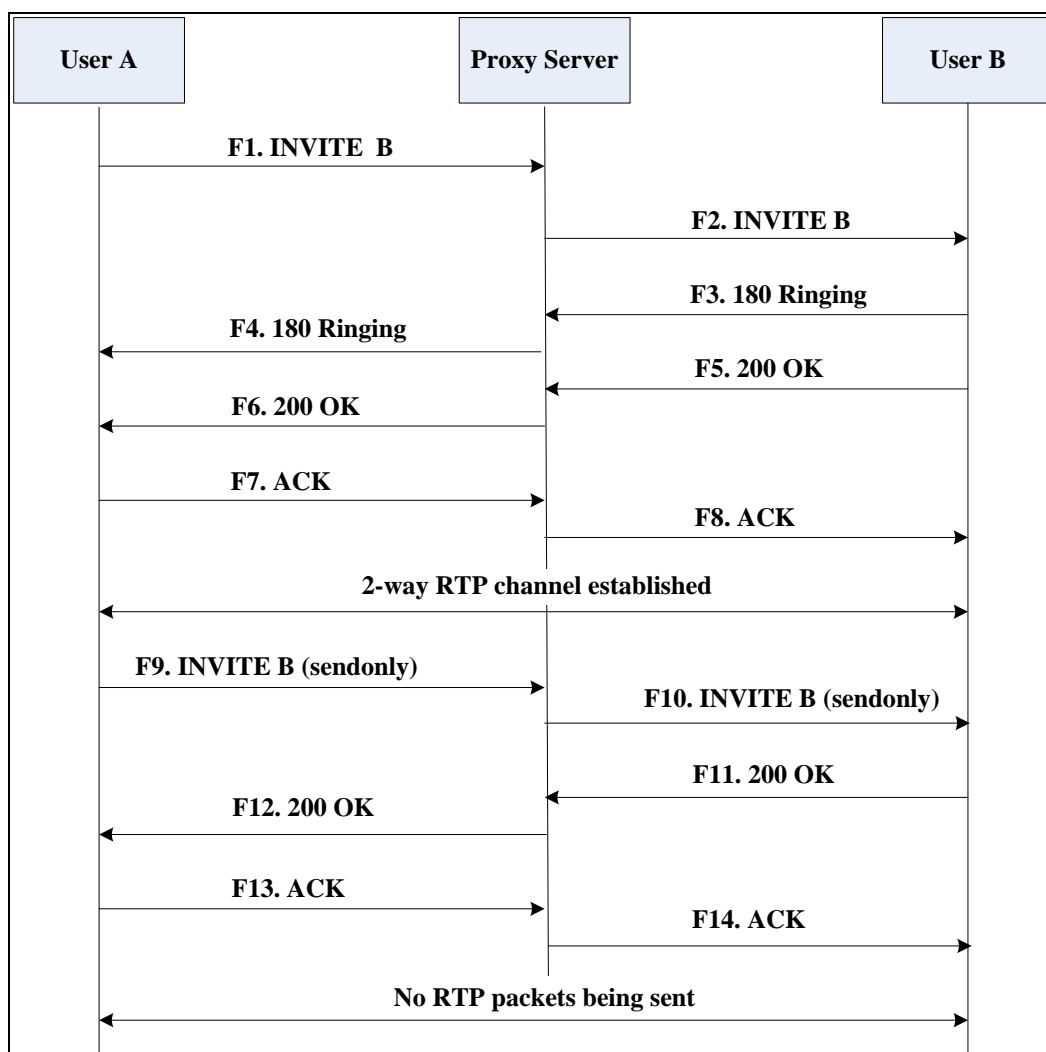 User A
Proxy Server
User B
F1. INVITE B
F2. INVITE B
F3. 180 Ringing
F4. 180 Ringing
F5. 200 OK
F6. 200 OK
F7. ACK
F8. ACK
2-way RTP channel established
F9. INVITE B (sendonly)
F10. INVITE B (sendonly)
F11. 200 OK
F12. 200 OK
F13. ACK
F14. ACK
No RTP packets being sent